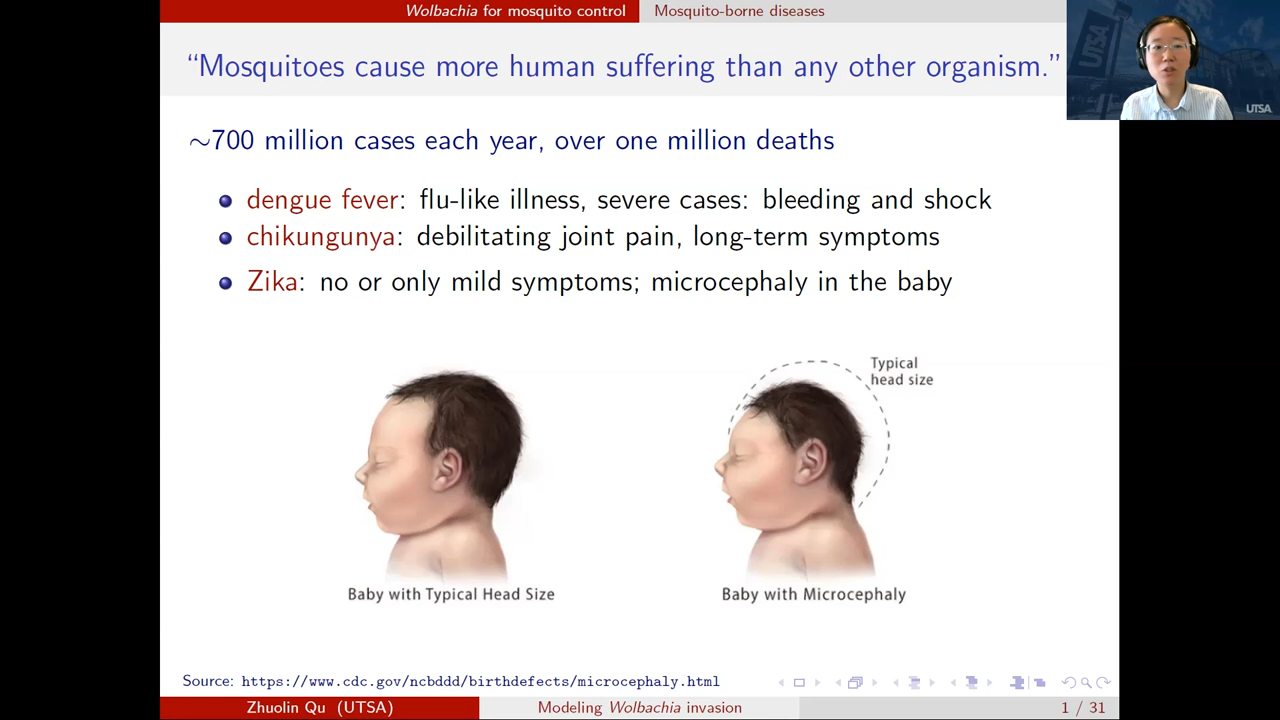 Wolbachia for mosquito control Mosquito-borne diseases
“Mosquitoes cause more human suffering than any other organism.”
UTSA
UTSA
∼700 million cases each year, over one million deaths
dengue fever: flu-like illness, severe cases: bleeding and shock
chikungunya: debilitating joint pain, long-term symptoms
Zika: no or only mild symptoms; microcephaly in the baby
Typical
head size
Baby with Typical Head Size
Baby with Microcephaly
Source: https://www.cdc.gov/ncbddd/birthdefects/microcephaly.html
Zhuolin Qu (UTSA) Modeling Wolbachia invasion 1 / 31